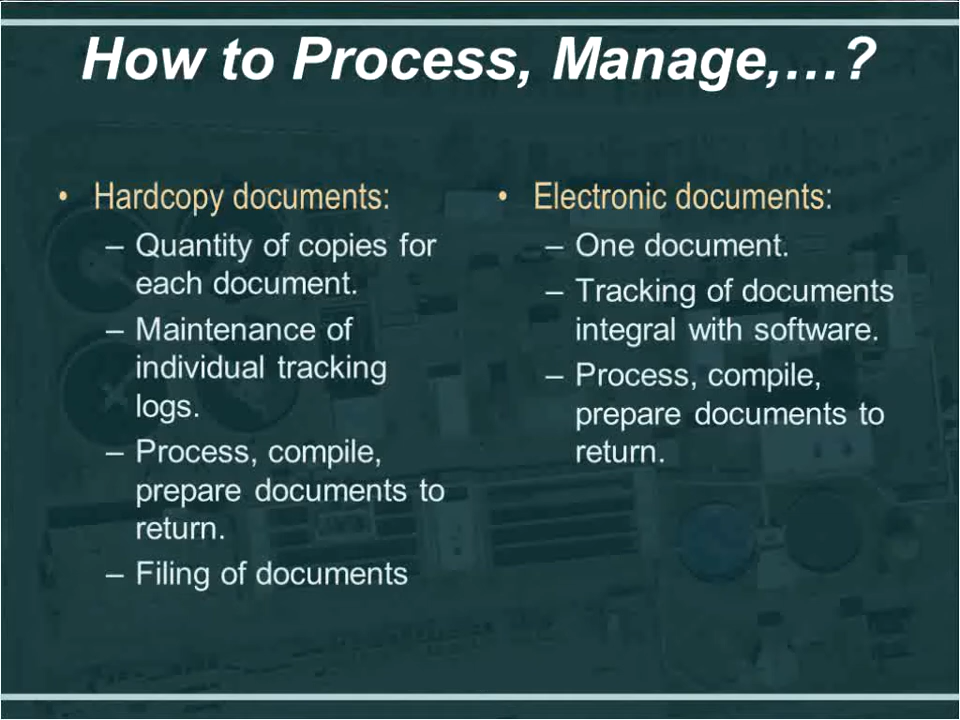 How to Process, Manage,…?
• Hardcopy documents:
– Quantity of copies for
each document.
– Maintenance of
individual tracking
logs.
– Process, compile,
prepare documents to
return.
– Filing of documents
• Electronic documents:
– One document.
– Tracking of documents
integral with software.
– Process, compile,
prepare documents to
return.